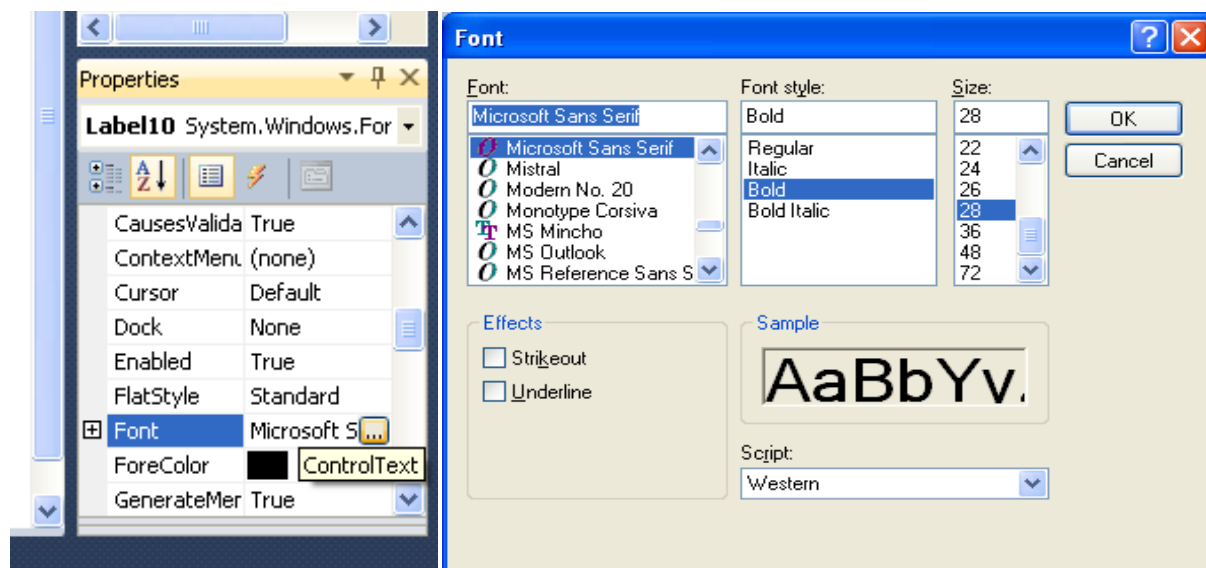 Properties
Label10 System.Windows.For
CausesValida True
ContextMenu (none)
Cursor Default
Dock None
Enabled True
FlatStyle Standard
Font Microsoft S ...
ForeColor ControlText
GenerateMer True
Font
Font:
Microsoft Sans Serif
Microsoft Sans Serif
Mistral
Modern No. 20
Monotype Corsiva
MS Mincho
MS Outlook
MS Reference Sans S
Font style:
Bold
Regular
Italic
Bold
Bold Italic
Size:
28
22
24
26
28
36
48
72
OK
Cancel
Effects
Strikeout
Underline
Sample
AaBbYv
Script:
Western